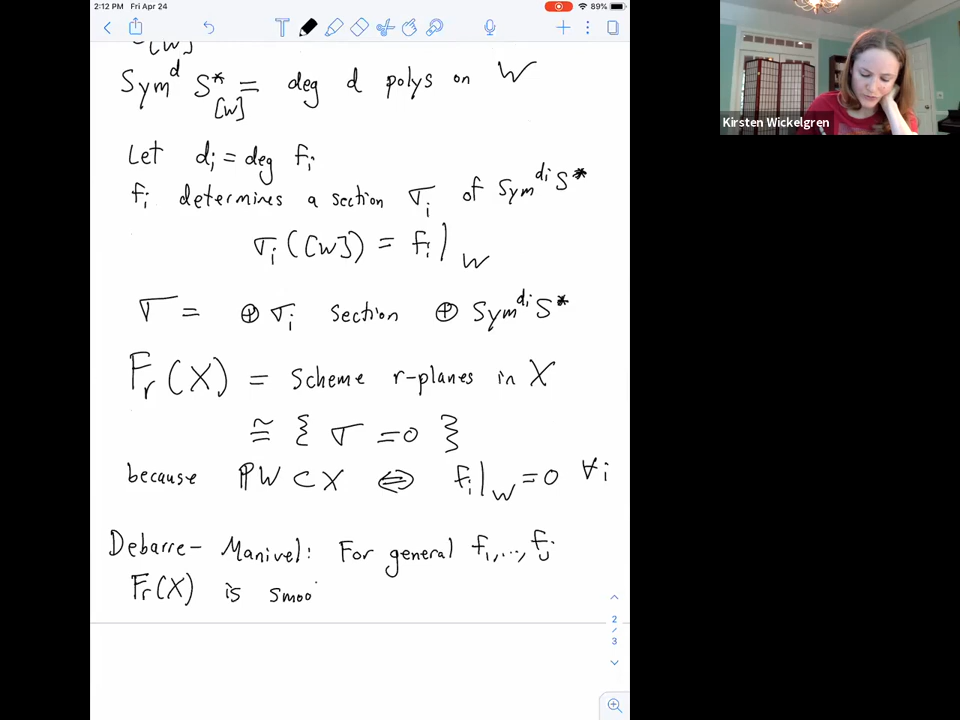 2:12 PM Fri Apr 24
89%
[W]
Sym^d S*_[W] = deg d polys on W
Let d_i = deg f_i
f_i determines a section σ_i of Sym^{d_i} S*
σ_i([W]) = f_i|_W
σ = ⊕ σ_i section ⊕ Sym^{d_i} S*
F_r(X) = scheme r-planes in X
≅ { σ = 0 }
because PW ⊂ X ⇔ f_i|_W = 0 ∀i
Debarre-Manivel: For general f_1,..., f_j
F_r(X) is smoo
2
/
3
Kirsten Wickelgren